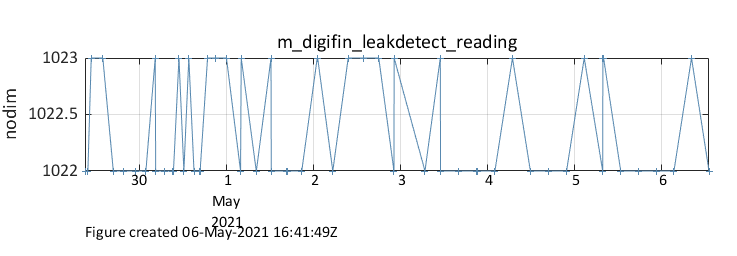 m_digifin_leakdetect_reading
1023
1022.5
1022
nodim
30 1 2 3 4 5 6
May
2021
Figure created 06-May-2021 16:41:49Z